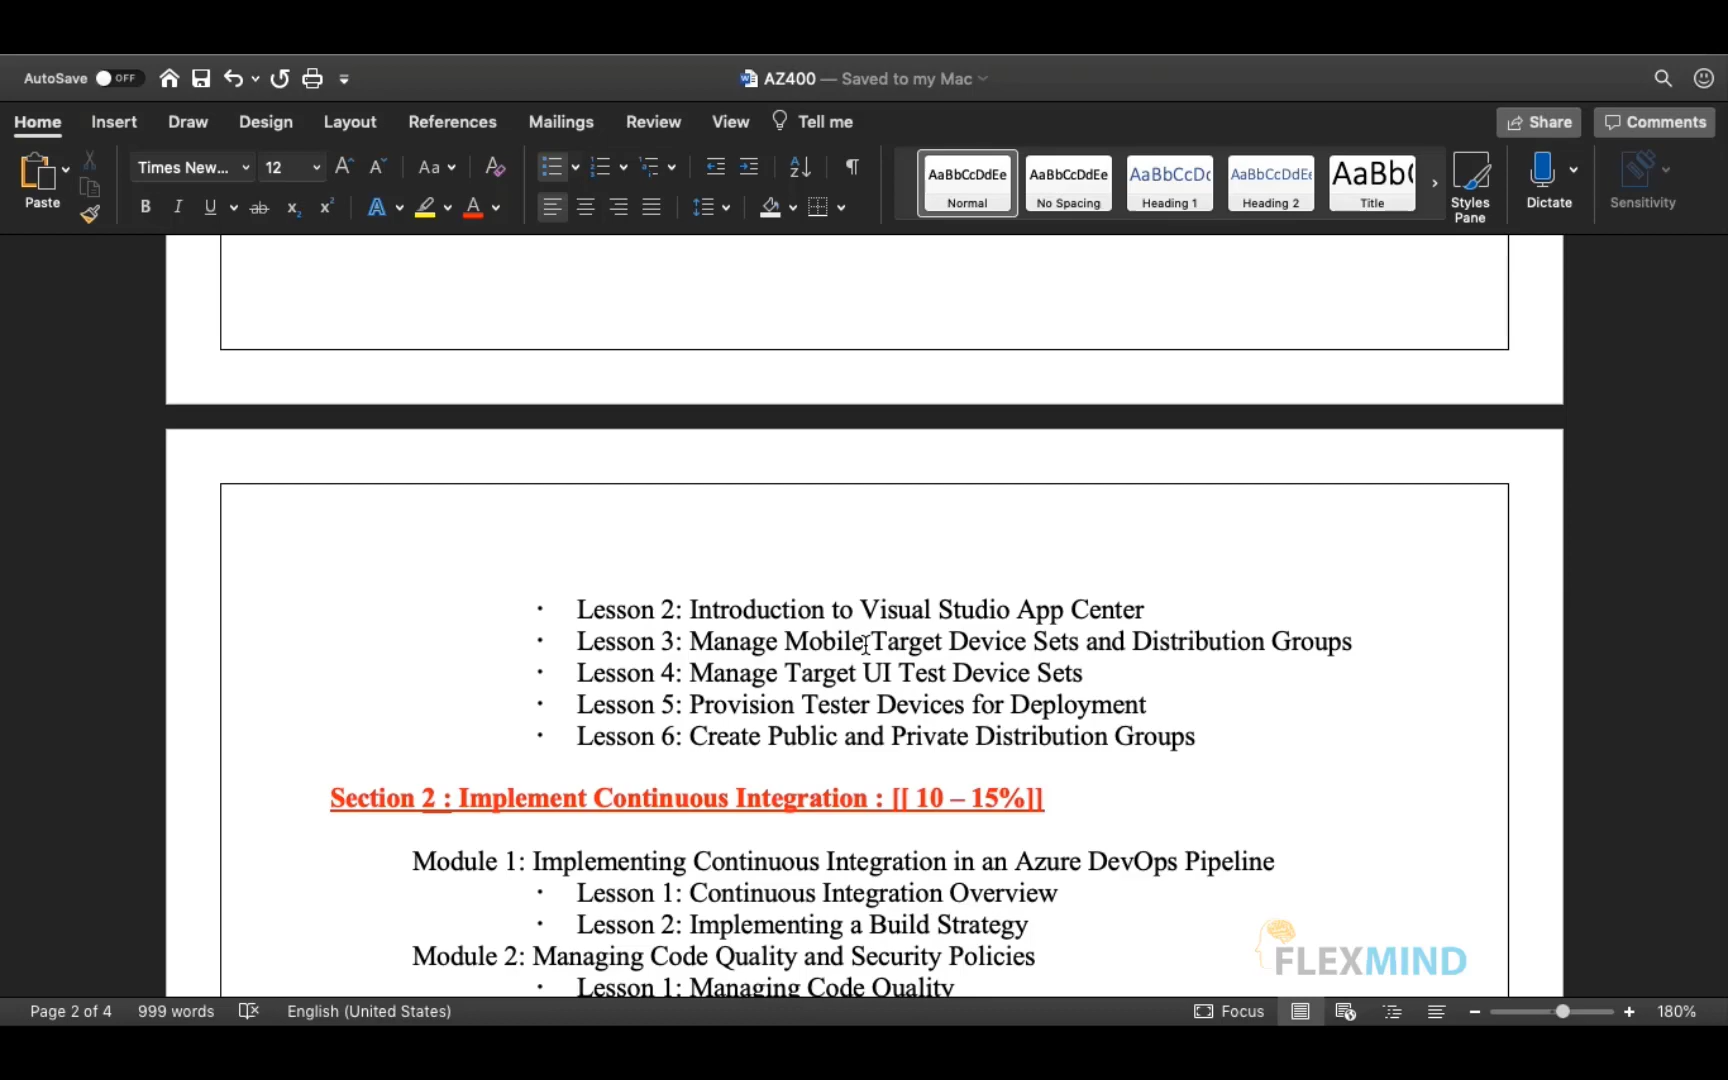 AutoSave OFF AZ400 — Saved to my Mac
Home Insert Draw Design Layout References Mailings Review View Tell me Share Comments
Paste Times New... 12 Aa AaBbCcDdEe AaBbCcDdEe AaBbCcDc AaBbCcDdEe AaBb( Styles Pane Dictate Sensitivity
B I U ab x₂ x² A A Normal No Spacing Heading 1 Heading 2 Title
· Lesson 2: Introduction to Visual Studio App Center
· Lesson 3: Manage Mobile Target Device Sets and Distribution Groups
· Lesson 4: Manage Target UI Test Device Sets
· Lesson 5: Provision Tester Devices for Deployment
· Lesson 6: Create Public and Private Distribution Groups
Section 2 : Implement Continuous Integration : [[ 10 – 15%]]
Module 1: Implementing Continuous Integration in an Azure DevOps Pipeline
· Lesson 1: Continuous Integration Overview
· Lesson 2: Implementing a Build Strategy
Module 2: Managing Code Quality and Security Policies
· Lesson 1: Managing Code Quality
FLEXMIND
Page 2 of 4 999 words English (United States) Focus 180%